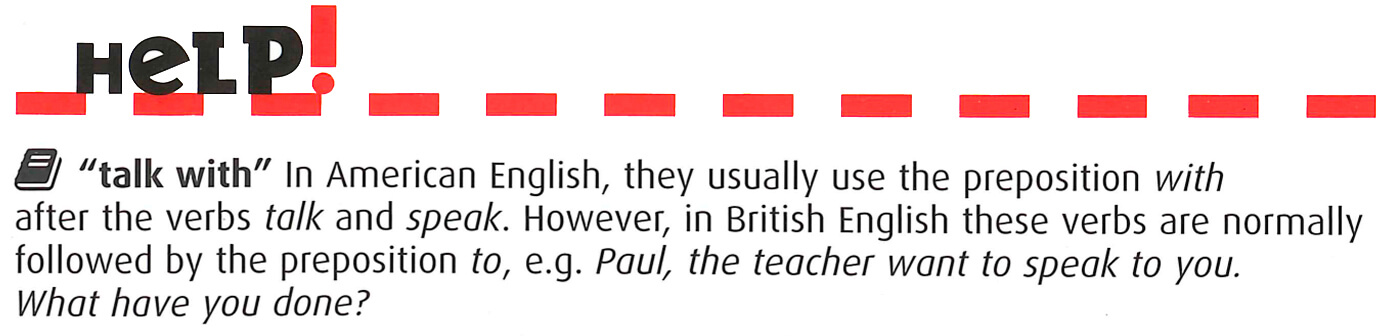 HeLP!
“talk with” In American English, they usually use the preposition with
after the verbs talk and speak. However, in British English these verbs are normally
followed by the preposition to, e.g. Paul, the teacher want to speak to you.
What have you done?